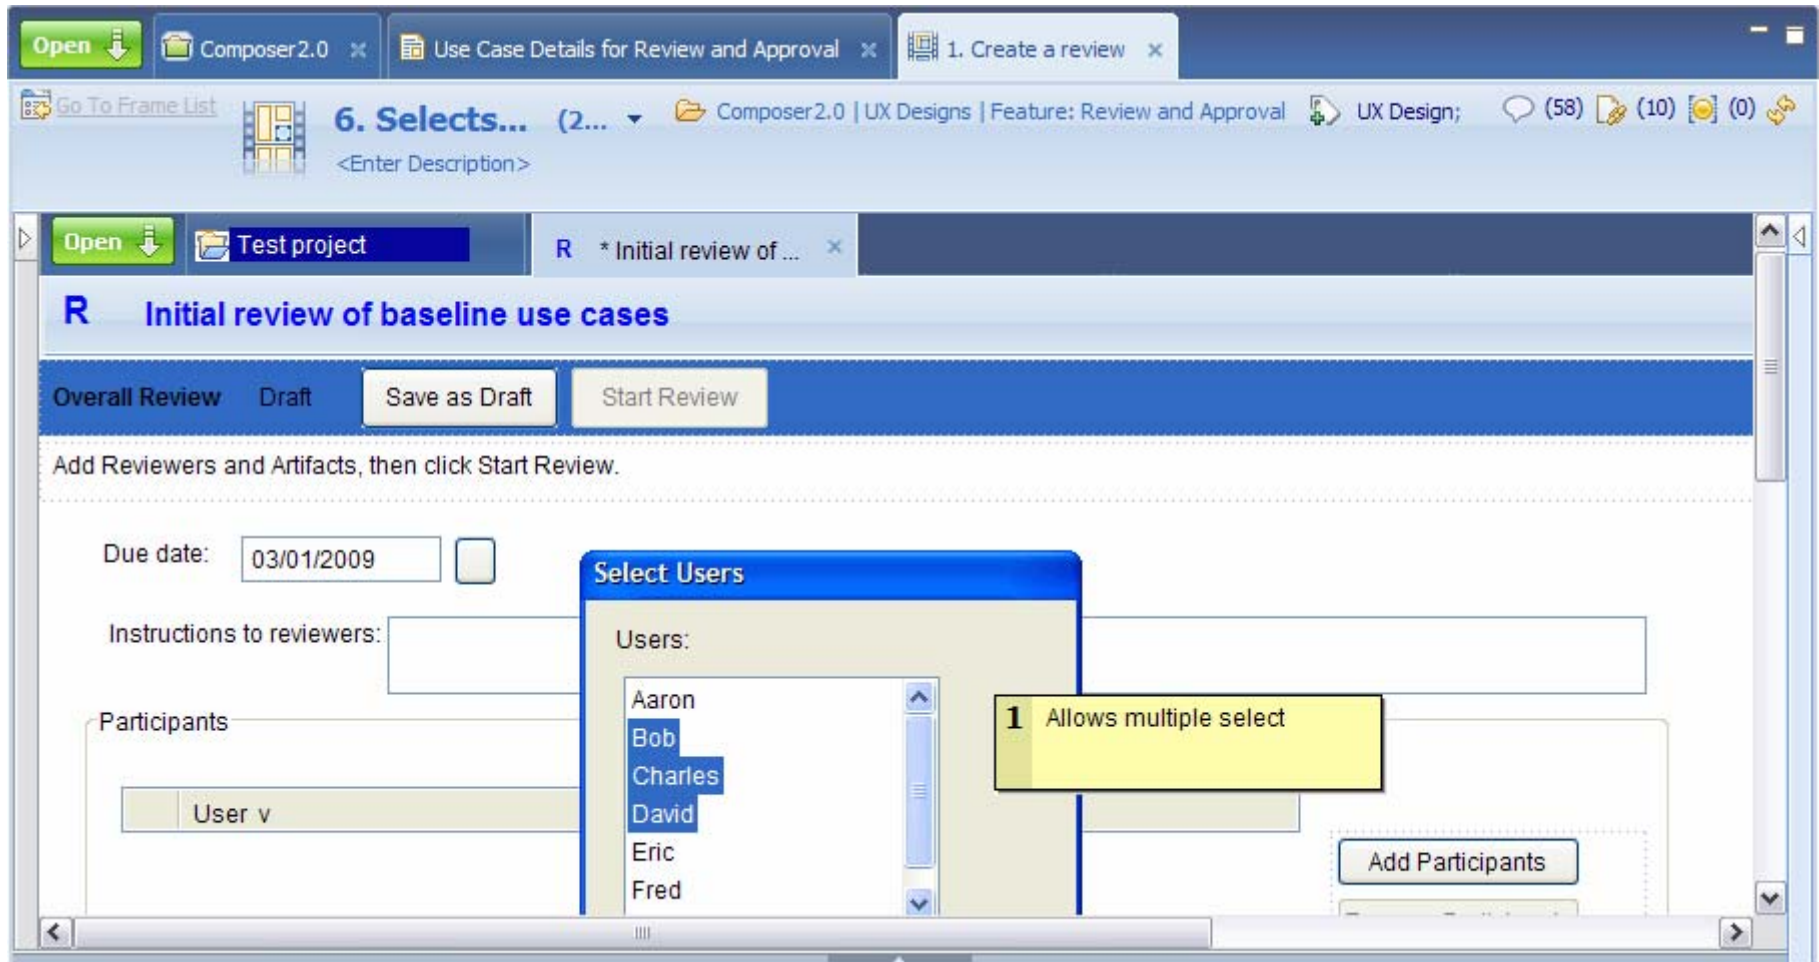 Open
Composer2.0
Use Case Details for Review and Approval
1. Create a review
Go To Frame List
6. Selects... (2...
Composer2.0 | UX Designs | Feature: Review and Approval
UX Design;
(58) (10) (0)
<Enter Description>
Open
Test project
R * Initial review of ...
R Initial review of baseline use cases
Overall Review Draft Save as Draft Start Review
Add Reviewers and Artifacts, then click Start Review.
Due date: 03/01/2009
Select Users
Instructions to reviewers:
Users:
Aaron
Bob
Charles
David
Eric
Fred
1 Allows multiple select
Participants
User v
Add Participants